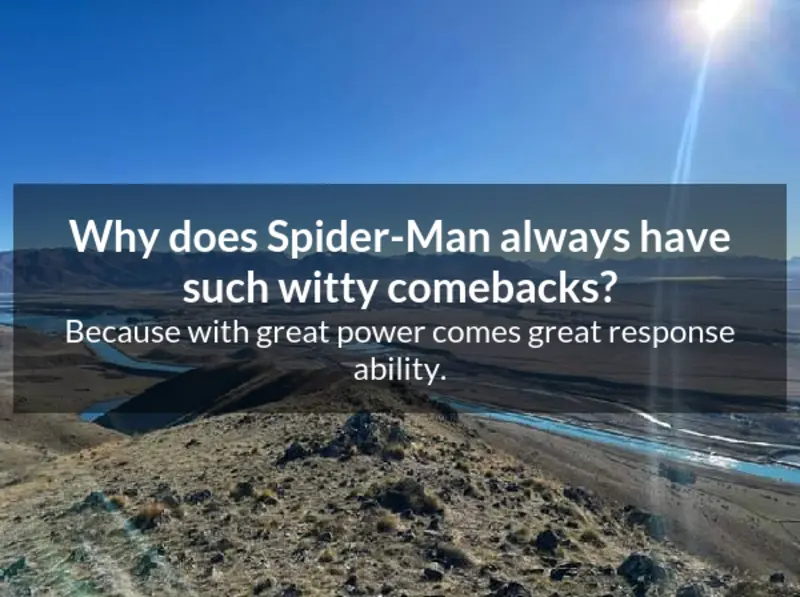 Why does Spider-Man always have
such witty comebacks?
Because with great power comes great response
ability.